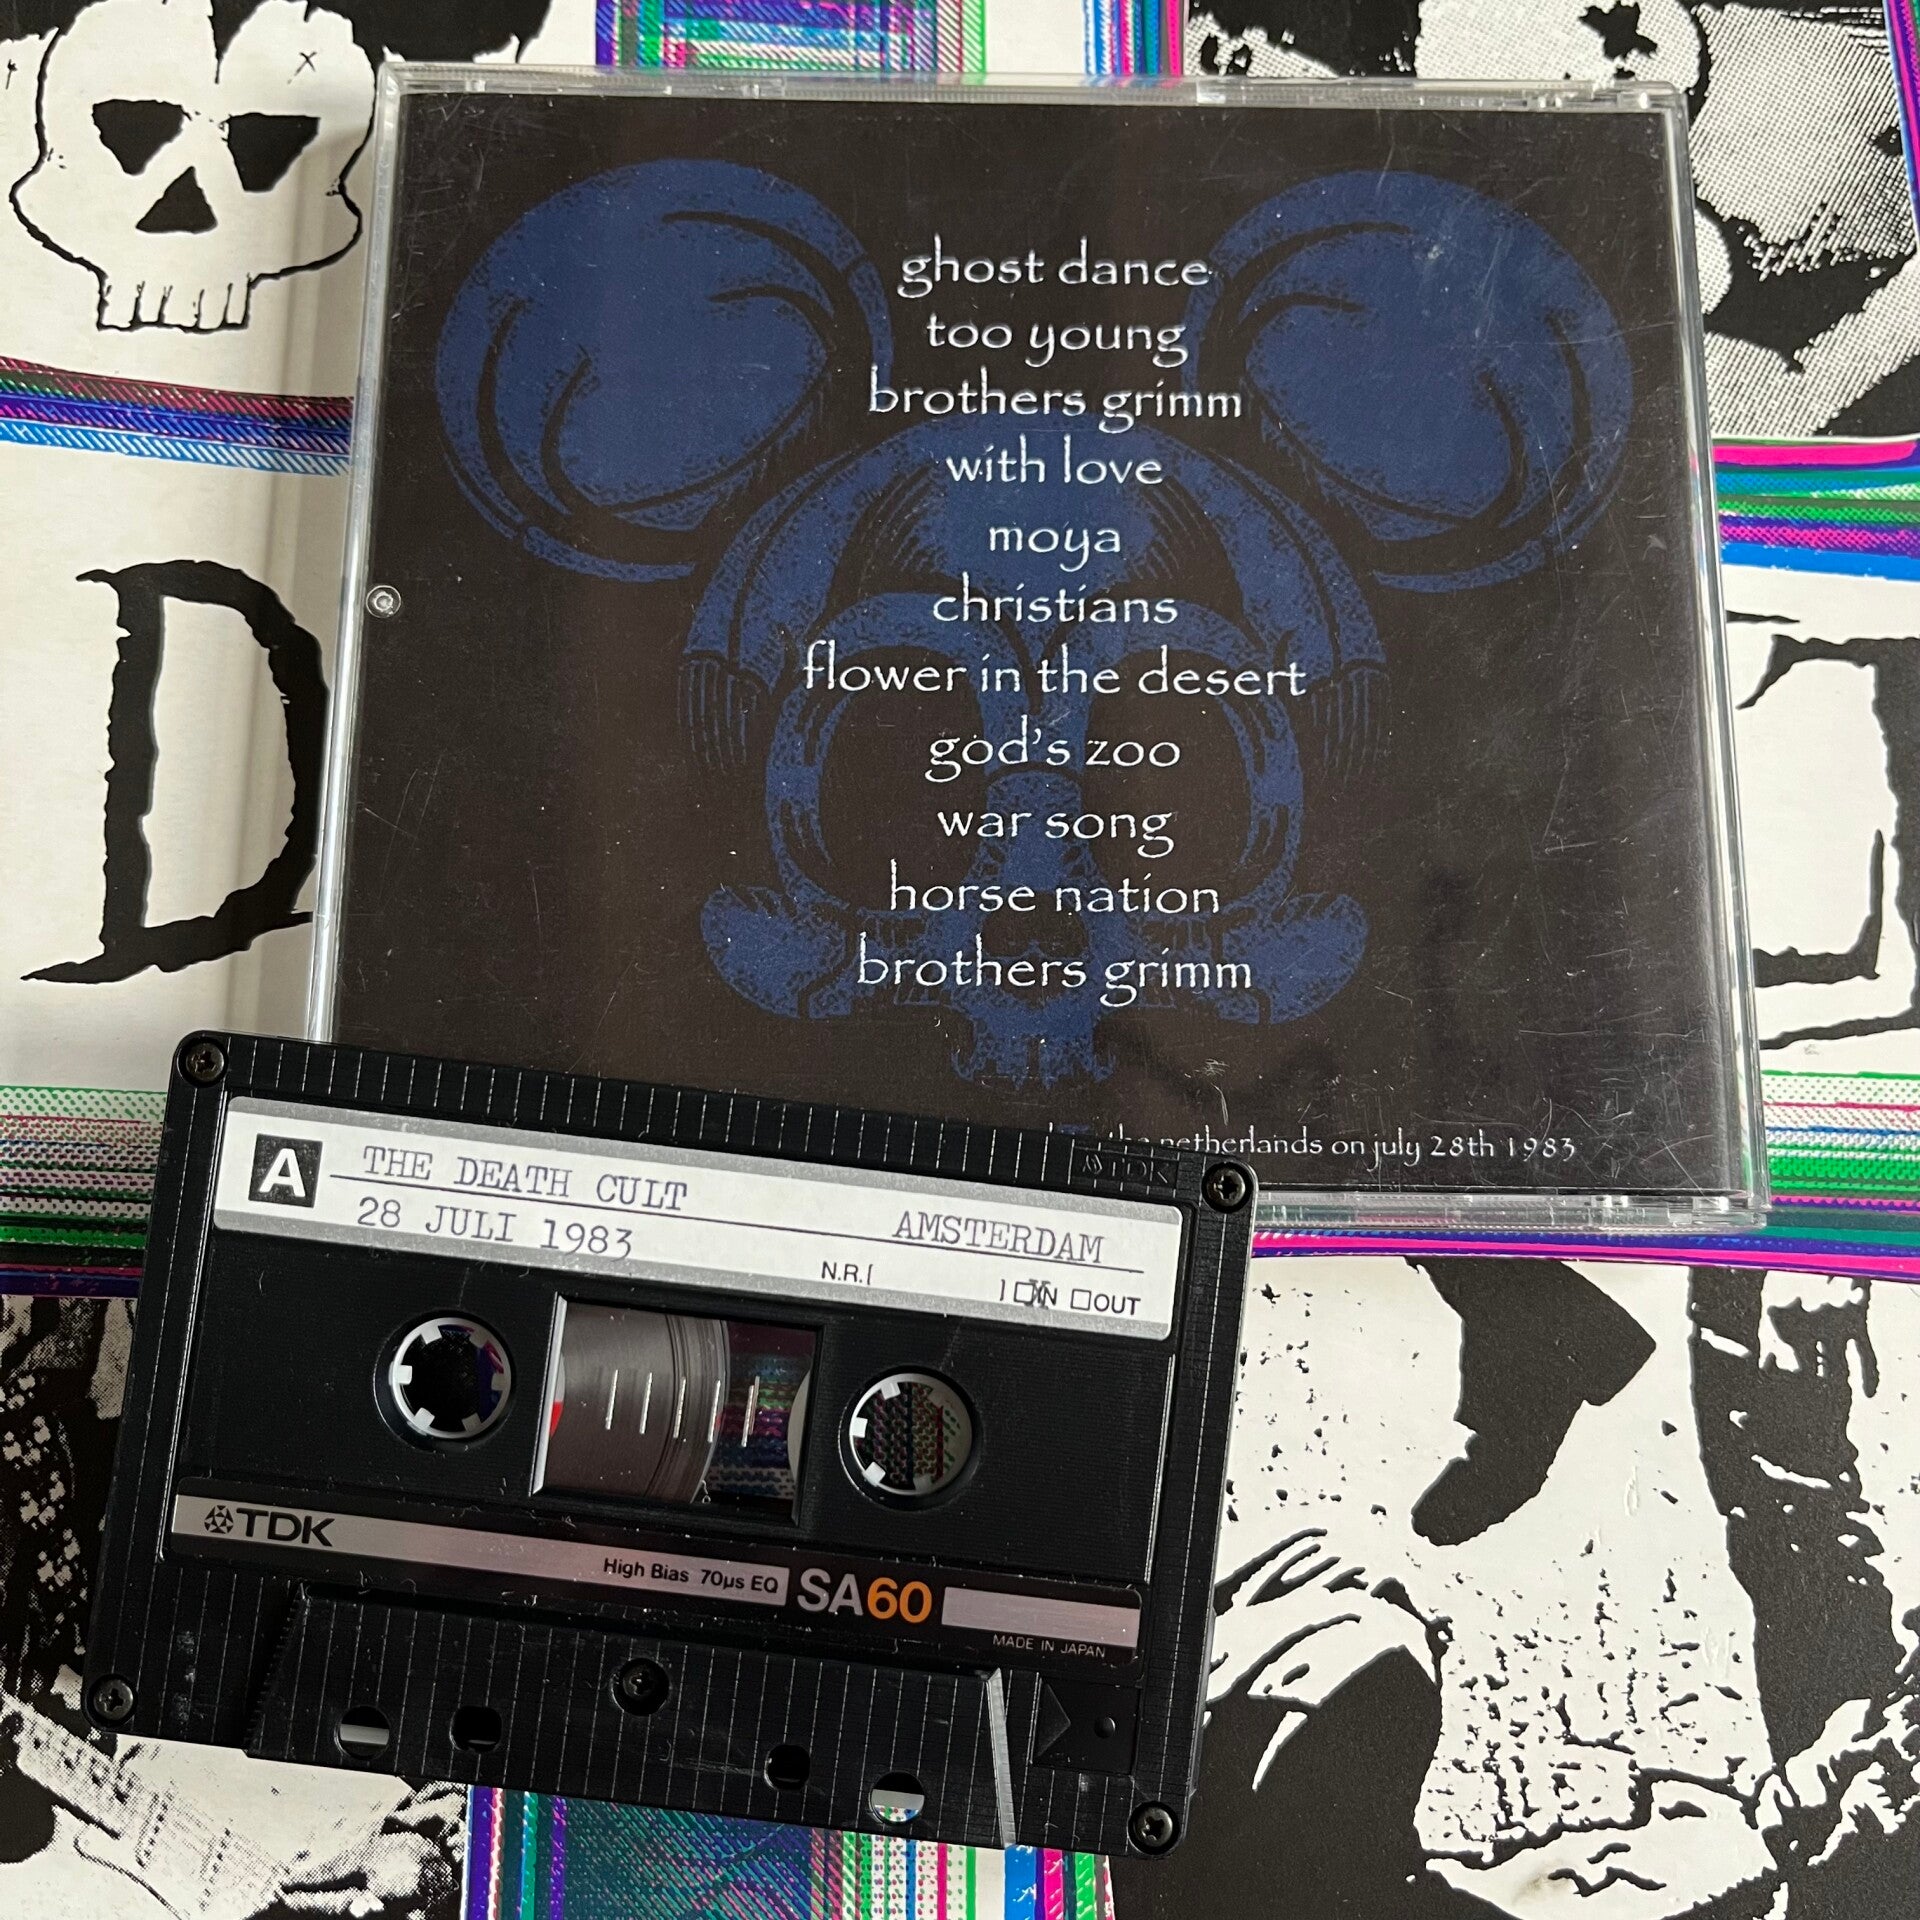 ghost dance
too young
brothers grimm
with love
moya
christians
flower in the desert
god's zoo
war song
horse nation
brothers grimm
netherlands on july 28th 1983
TDK
A THE DEATH CULT
28 JULI 1983 AMSTERDAM
N.R.[ ] □IN □OUT
TDK
High Bias 70µs EQ SA60
MADE IN JAPAN
D